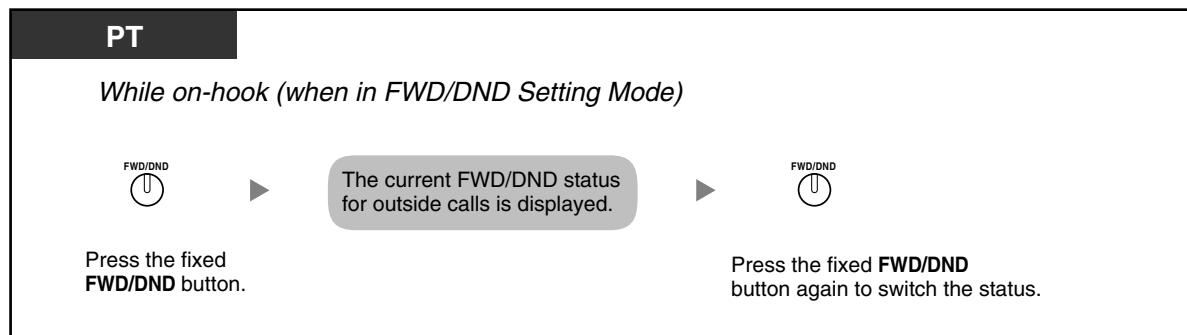 PT
While on-hook (when in FWD/DND Setting Mode)
FWD/DND
The current FWD/DND status
for outside calls is displayed.
FWD/DND
Press the fixed
FWD/DND button.
Press the fixed FWD/DND
button again to switch the status.